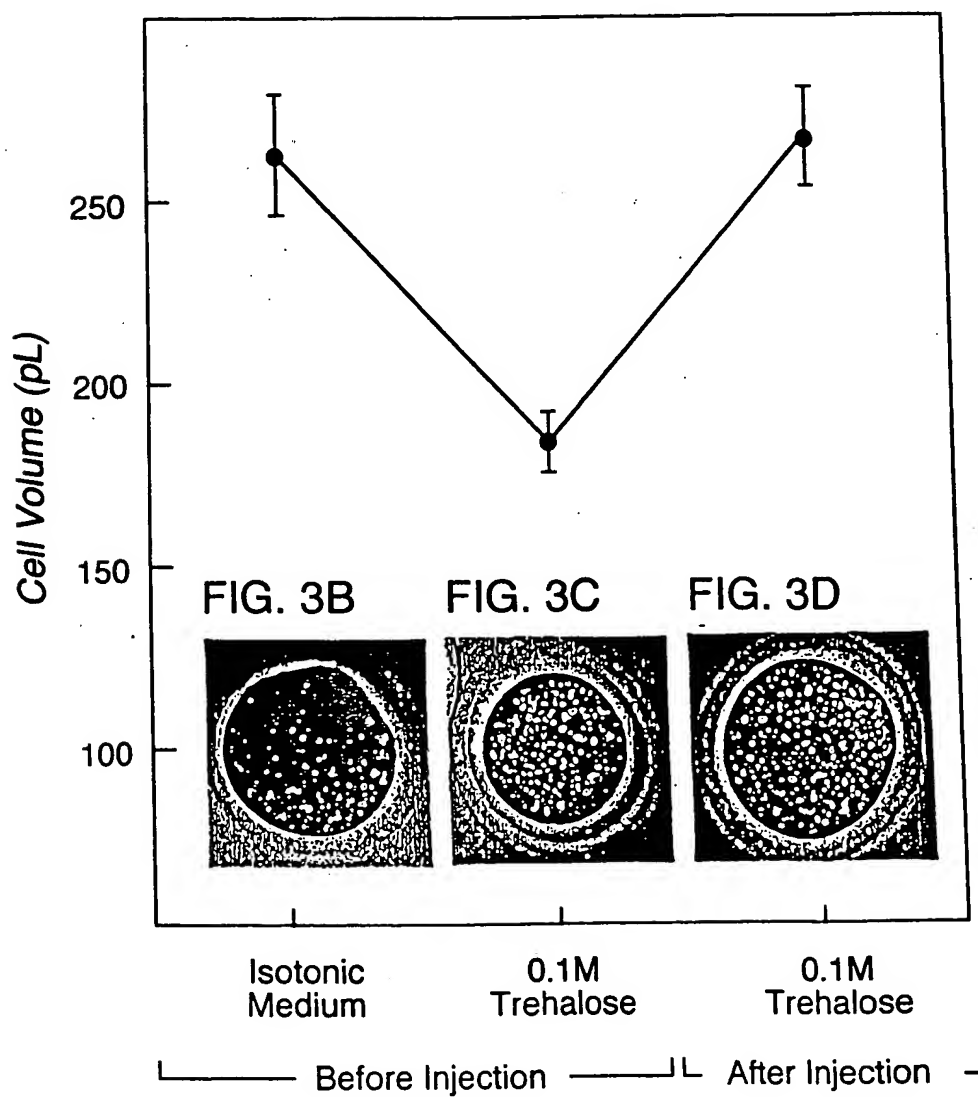 Cell Volume (pL)
250
200
150
100
FIG. 3B
FIG. 3C
FIG. 3D
Isotonic
Medium
0.1M
Trehalose
0.1M
Trehalose
Before Injection
After Injection